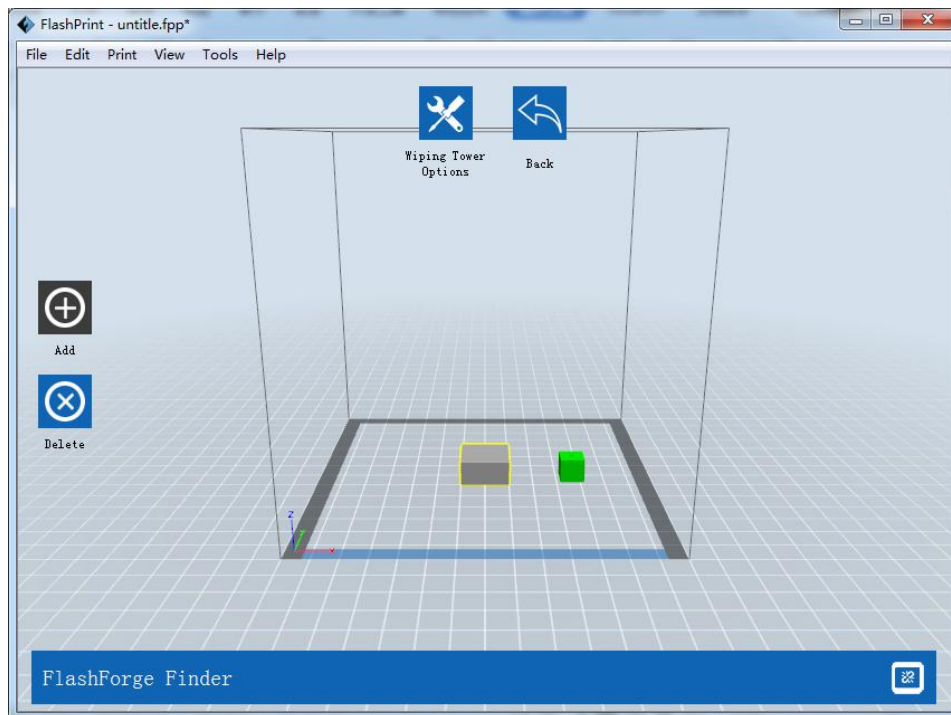 FlashPrint - untitle.fpp*
File Edit Print View Tools Help
Wiping Tower
Options
Back
Add
Delete
Z
Y
X
FlashForge Finder